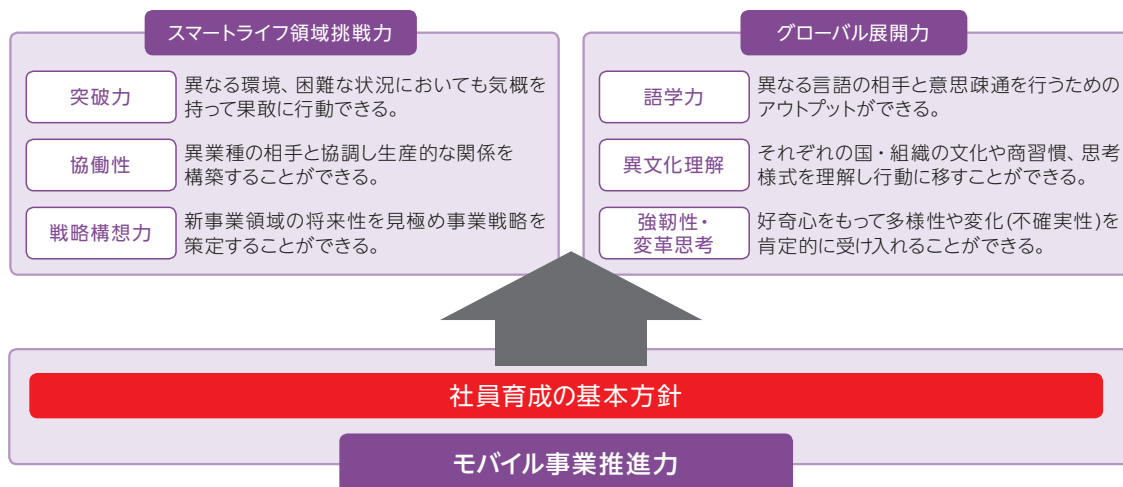 スマートライフ領域挑戦力
突破力
異なる環境、困難な状況においても気概を
持って果敢に行動できる。
協働性
異業種の相手と協調し生産的な関係を
構築することができる。
戦略構想力
新事業領域の将来性を見極め事業戦略を
策定することができる。
グローバル展開力
語学力
異なる言語の相手と意思疎通を行うための
アウトプットができる。
異文化理解
それぞれの国・組織の文化や商習慣、思考
様式を理解し行動に移すことができる。
強靭性・
変革思考
好奇心をもって多様性や変化(不確実性)を
肯定的に受け入れることができる。
社員育成の基本方針
モバイル事業推進力